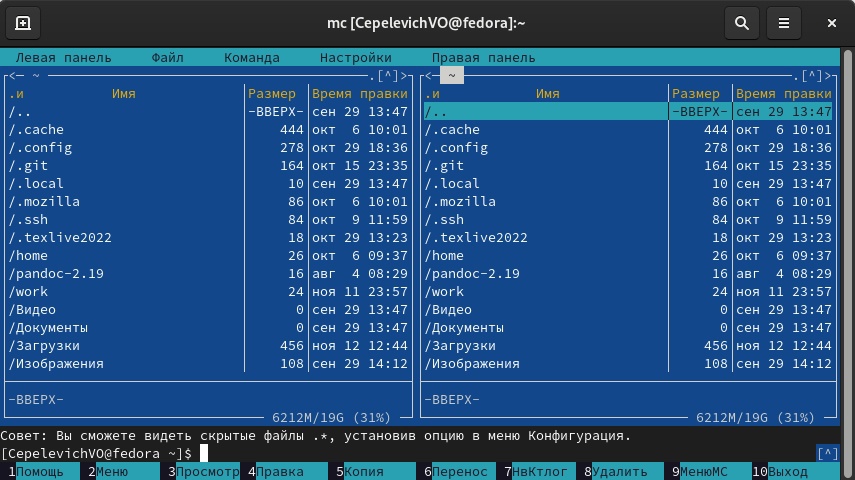 mc [CepelevichVO@fedora]:~
Левая панель Файл Команда Настройки Правая панель
<─ ~ .[^]> <─ ~ .[^]>
.и Имя Размер Время правки .и Имя Размер Время правки
/.. -ВВЕРХ- сен 29 13:47 /.. -ВВЕРХ- сен 29 13:47
/.cache 444 окт 6 10:01 /.cache 444 окт 6 10:01
/.config 278 окт 29 18:36 /.config 278 окт 29 18:36
/.git 164 окт 15 23:35 /.git 164 окт 15 23:35
/.local 10 сен 29 13:47 /.local 10 сен 29 13:47
/.mozilla 86 окт 6 10:01 /.mozilla 86 окт 6 10:01
/.ssh 84 окт 9 11:59 /.ssh 84 окт 9 11:59
/.texlive2022 18 окт 29 13:23 /.texlive2022 18 окт 29 13:23
/home 26 окт 6 09:37 /home 26 окт 6 09:37
/pandoc-2.19 16 авг 4 08:29 /pandoc-2.19 16 авг 4 08:29
/work 24 ноя 11 23:57 /work 24 ноя 11 23:57
/Видео 0 сен 29 13:47 /Видео 0 сен 29 13:47
/Документы 0 сен 29 13:47 /Документы 0 сен 29 13:47
/Загрузки 456 ноя 12 12:44 /Загрузки 456 ноя 12 12:44
/Изображения 108 сен 29 14:12 /Изображения 108 сен 29 14:12
-ВВЕРХ- -ВВЕРХ-
6212M/19G (31%) 6212M/19G (31%)
Совет: Вы сможете видеть скрытые файлы .*, установив опцию в меню Конфигурация.
[CepelevichVO@fedora ~]$ [^]
1Помощь 2Меню 3Просмотр 4Правка 5Копия 6Перенос 7НвКтлог 8Удалить 9МенюМС 10Выход